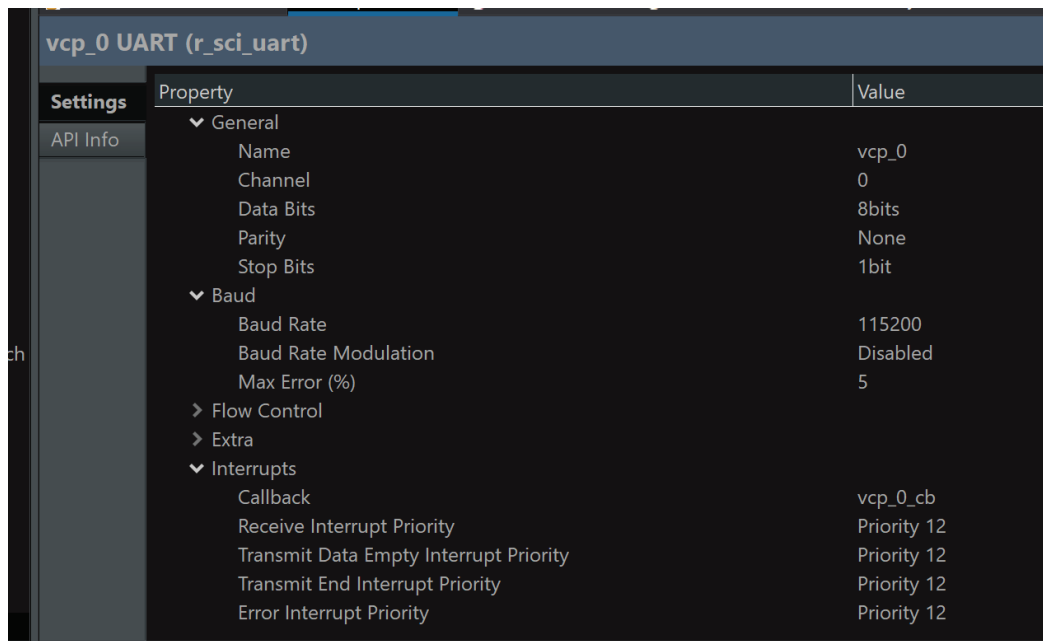 vcp_0 UART (r_sci_uart)
Settings
API Info
Property Value
General
Name vcp_0
Channel 0
Data Bits 8bits
Parity None
Stop Bits 1bit
Baud
Baud Rate 115200
Baud Rate Modulation Disabled
Max Error (%) 5
Flow Control
Extra
Interrupts
Callback vcp_0_cb
Receive Interrupt Priority Priority 12
Transmit Data Empty Interrupt Priority Priority 12
Transmit End Interrupt Priority Priority 12
Error Interrupt Priority Priority 12
ch